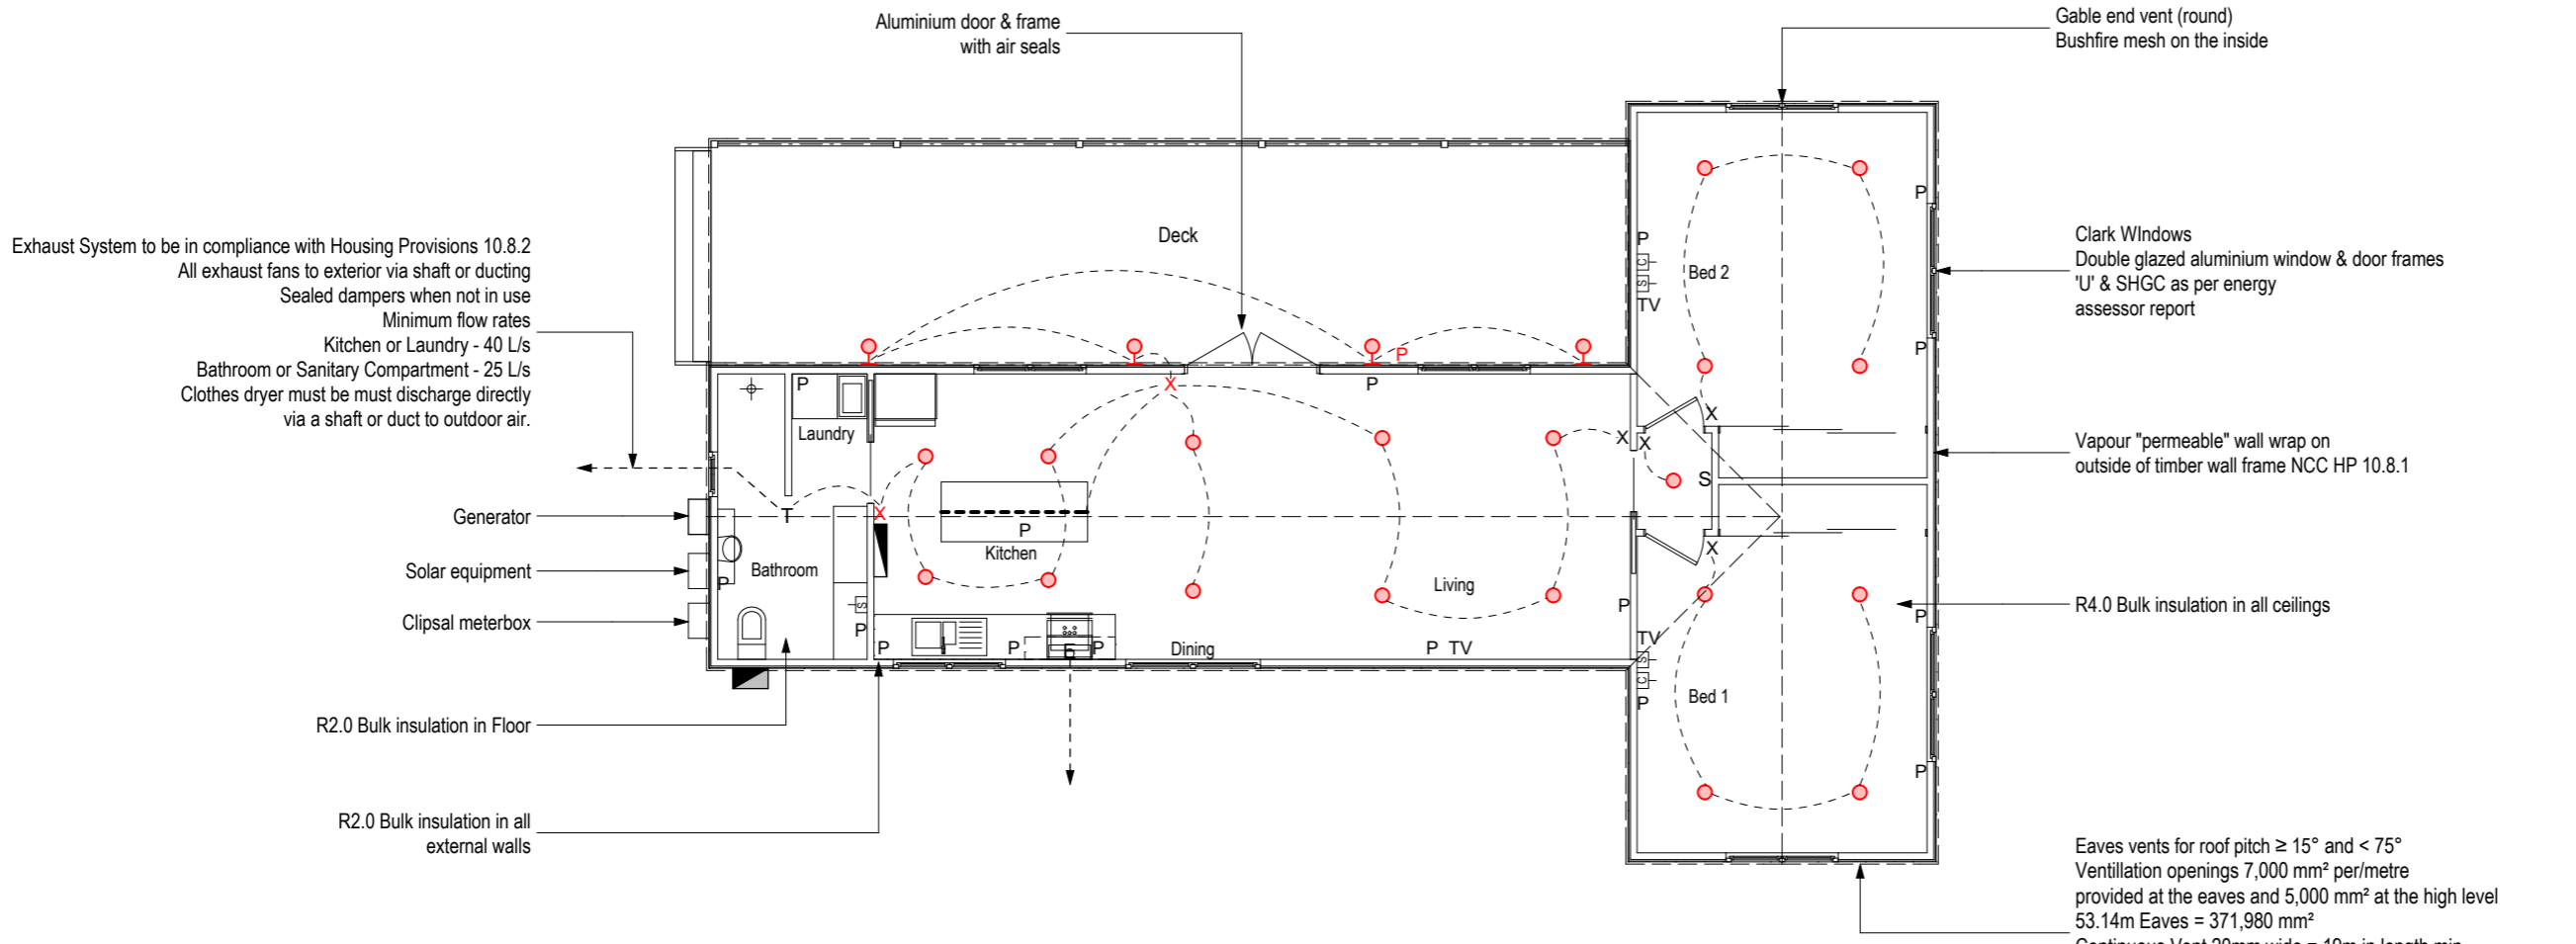 Aluminium door & frame
with air seals
Gable end vent (round)
Bushfire mesh on the inside
Exhaust System to be in compliance with Housing Provisions 10.8.2
All exhaust fans to exterior via shaft or ducting
Sealed dampers when not in use
Minimum flow rates
Kitchen or Laundry - 40 L/s
Bathroom or Sanitary Compartment - 25 L/s
Clothes dryer must be must discharge directly
via a shaft or duct to outdoor air.
Generator
Solar equipment
Clipsal meterbox
R2.0 Bulk insulation in Floor
R2.0 Bulk insulation in all
external walls
Deck
P
P
X
P
Laundry
T
X
P
Kitchen
Bathroom
P
S
P
P
P
E
P
Dining
Living
P
P TV
X
X
S
P
C
S
TV
Bed 2
P
P
X
X
TV
S
C
P
Bed 1
P
P
Clark WIndows
Double glazed aluminium window & door frames
'U' & SHGC as per energy
assessor report
Vapour "permeable" wall wrap on
outside of timber wall frame NCC HP 10.8.1
R4.0 Bulk insulation in all ceilings
Eaves vents for roof pitch ≥ 15° and < 75°
Ventillation openings 7,000 mm² per/metre
provided at the eaves and 5,000 mm² at the high level
53.14m Eaves = 371,980 mm²
Continuous Vent 20mm wide = 19m in length min